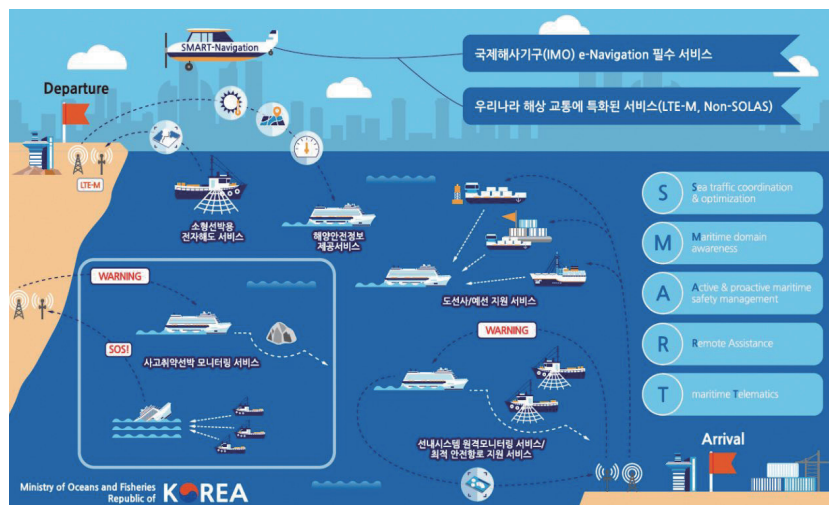 SMART-Navigation
국제해사기구(IMO) e-Navigation 필수 서비스
우리나라 해상 교통에 특화된 서비스(LTE-M, Non-SOLAS)
Departure
LTE-M
소형선박용
전자해도 서비스
해양안전정보
제공서비스
도선사/예선 지원 서비스
WARNING
사고취약선박 모니터링 서비스
SOS!
WARNING
선내시스템 원격모니터링 서비스/
최적 안전항로 지원 서비스
S
Sea traffic coordination
& optimization
M
Maritime domain
awareness
A
Active & proactive maritime
safety management
R
Remote Assistance
T
maritime Telematics
Arrival
Ministry of Oceans and Fisheries
Republic of KOREA